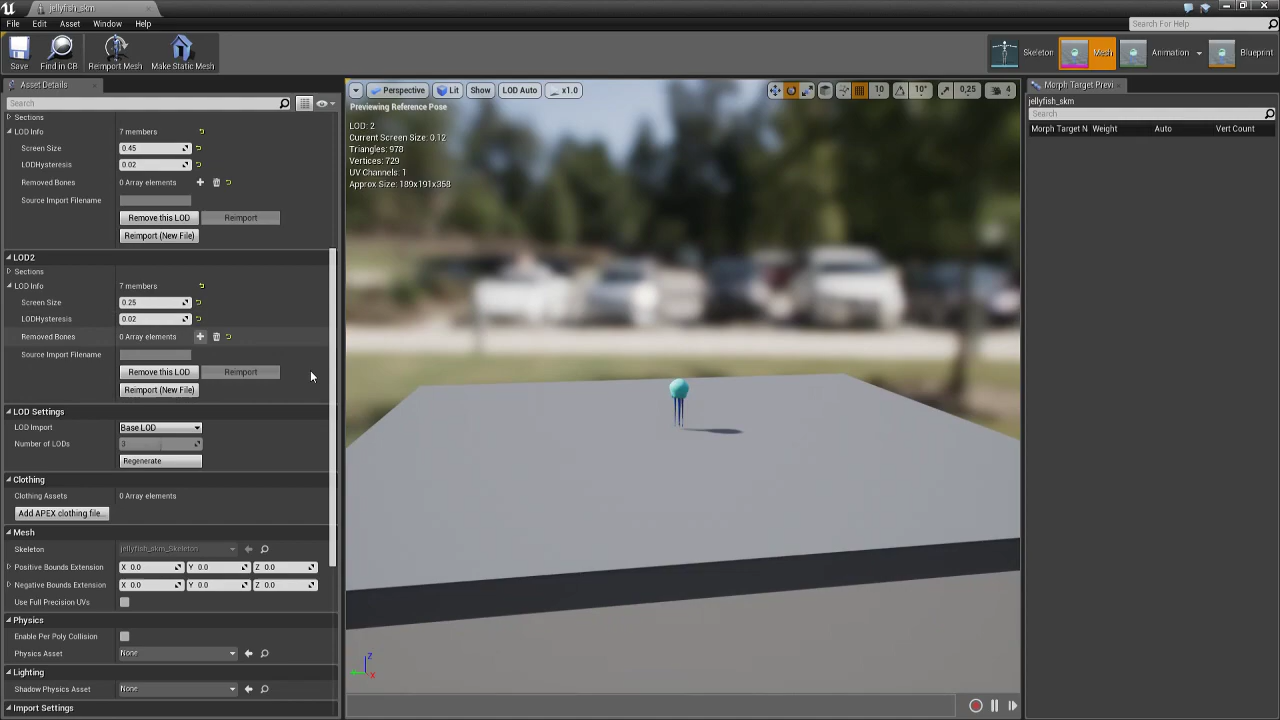 jellyfish_skm
File Edit Asset Window Help
Search For Help
Save Find in CB Reimport Mesh Make Static Mesh
Skeleton Mesh Animation Blueprint
Asset Details
Search
Sections
LOD Info 7 members
Screen Size 0.45
LODHysteresis 0.02
Removed Bones 0 Array elements
Source Import Filename
Remove this LOD Reimport
Reimport (New File)
LOD2
Sections
LOD Info 7 members
Screen Size 0.25
LODHysteresis 0.02
Removed Bones 0 Array elements
Source Import Filename
Remove this LOD Reimport
Reimport (New File)
LOD Settings
LOD Import Base LOD
Number of LODs 3
Regenerate
Clothing
Clothing Assets 0 Array elements
Add APEX clothing file...
Mesh
Skeleton jellyfish_skm_Skeleton
Positive Bounds Extension X 0.0 Y 0.0 Z 0.0
Negative Bounds Extension X 0.0 Y 0.0 Z 0.0
Use Full Precision UVs
Physics
Enable Per Poly Collision
Physics Asset None
Lighting
Shadow Physics Asset None
Import Settings
Perspective Lit Show LOD Auto x1.0 10 10° 0,25 4
Previewing Reference Pose
LOD: 2
Current Screen Size: 0.12
Triangles: 978
Vertices: 729
UV Channels: 1
Approx Size: 189x191x358
Z
X
Morph Target Previ
jellyfish_skm
Search
Morph Target N Weight Auto Vert Count